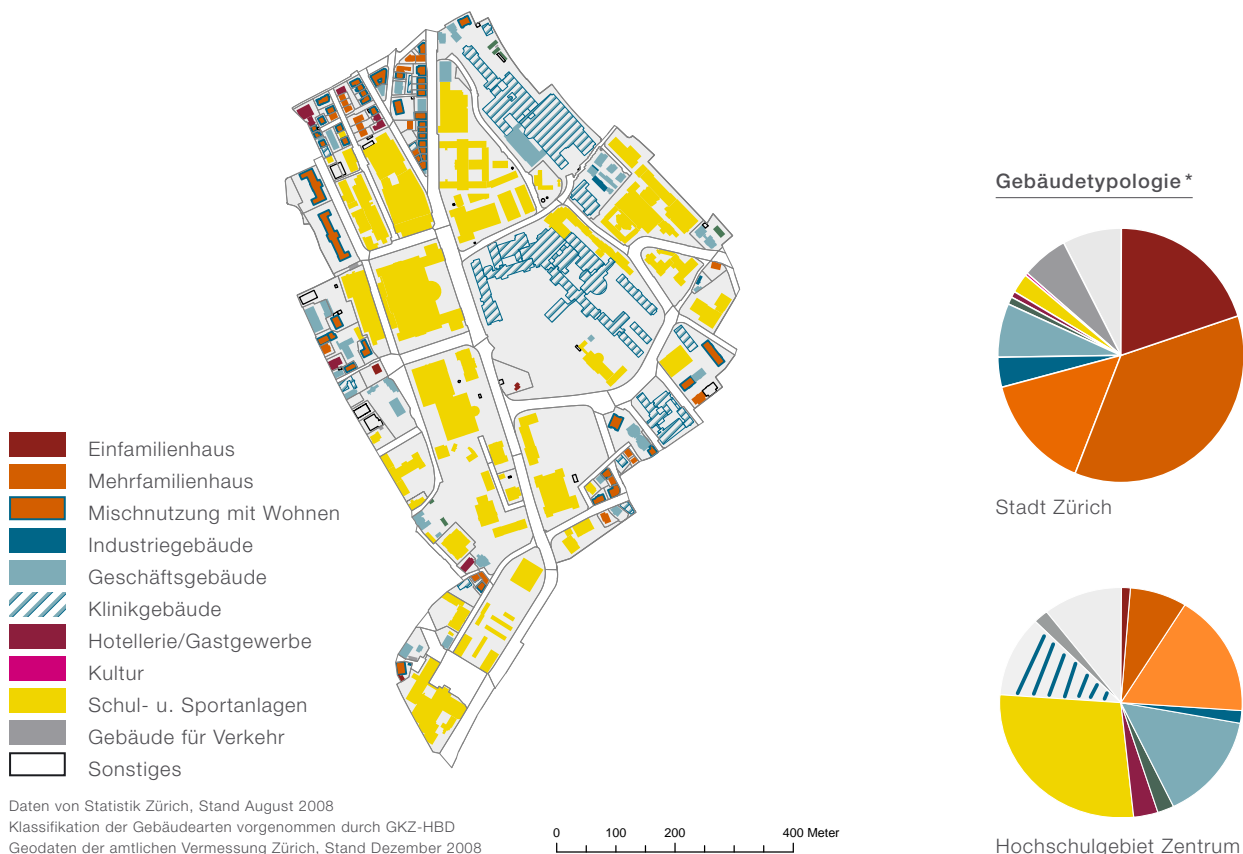 Gebäudetypologie *
Stadt Zürich
Einfamilienhaus
Mehrfamilienhaus
Mischnutzung mit Wohnen
Industriegebäude
Geschäftsgebäude
Klinikgebäude
Hotellerie/Gastgewerbe
Kultur
Schul- u. Sportanlagen
Gebäude für Verkehr
Sonstiges
Daten von Statistik Zürich, Stand August 2008
Klassifikation der Gebäudearten vorgenommen durch GKZ-HBD
Geodaten der amtlichen Vermessung Zürich, Stand Dezember 2008
0 100 200 400 Meter
Hochschulgebiet Zentrum